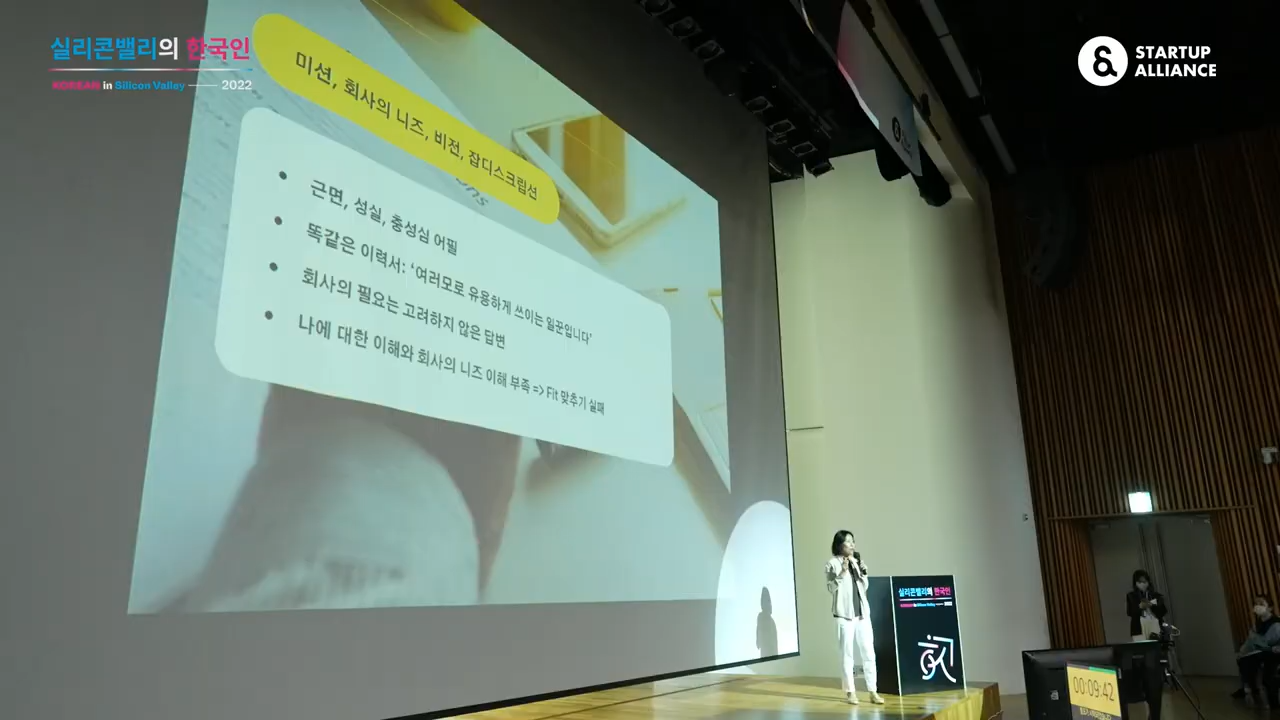 실리콘밸리의 한국인
KOREAN in Silicon Valley 2022
&
STARTUP
ALLIANCE
미션, 회사의 니즈, 비전, 잡디스크립션
• 근면, 성실, 충성심 어필
• 똑같은 이력서: ‘여러모로 유용하게 쓰이는 일꾼입니다’
• 회사의 필요는 고려하지 않은 답변
• 나에 대한 이해와 회사의 니즈 이해 부족 => Fit 맞추기 실패
실리콘밸리의 한국인
KOREAN in Silicon Valley 2022
00:09:42